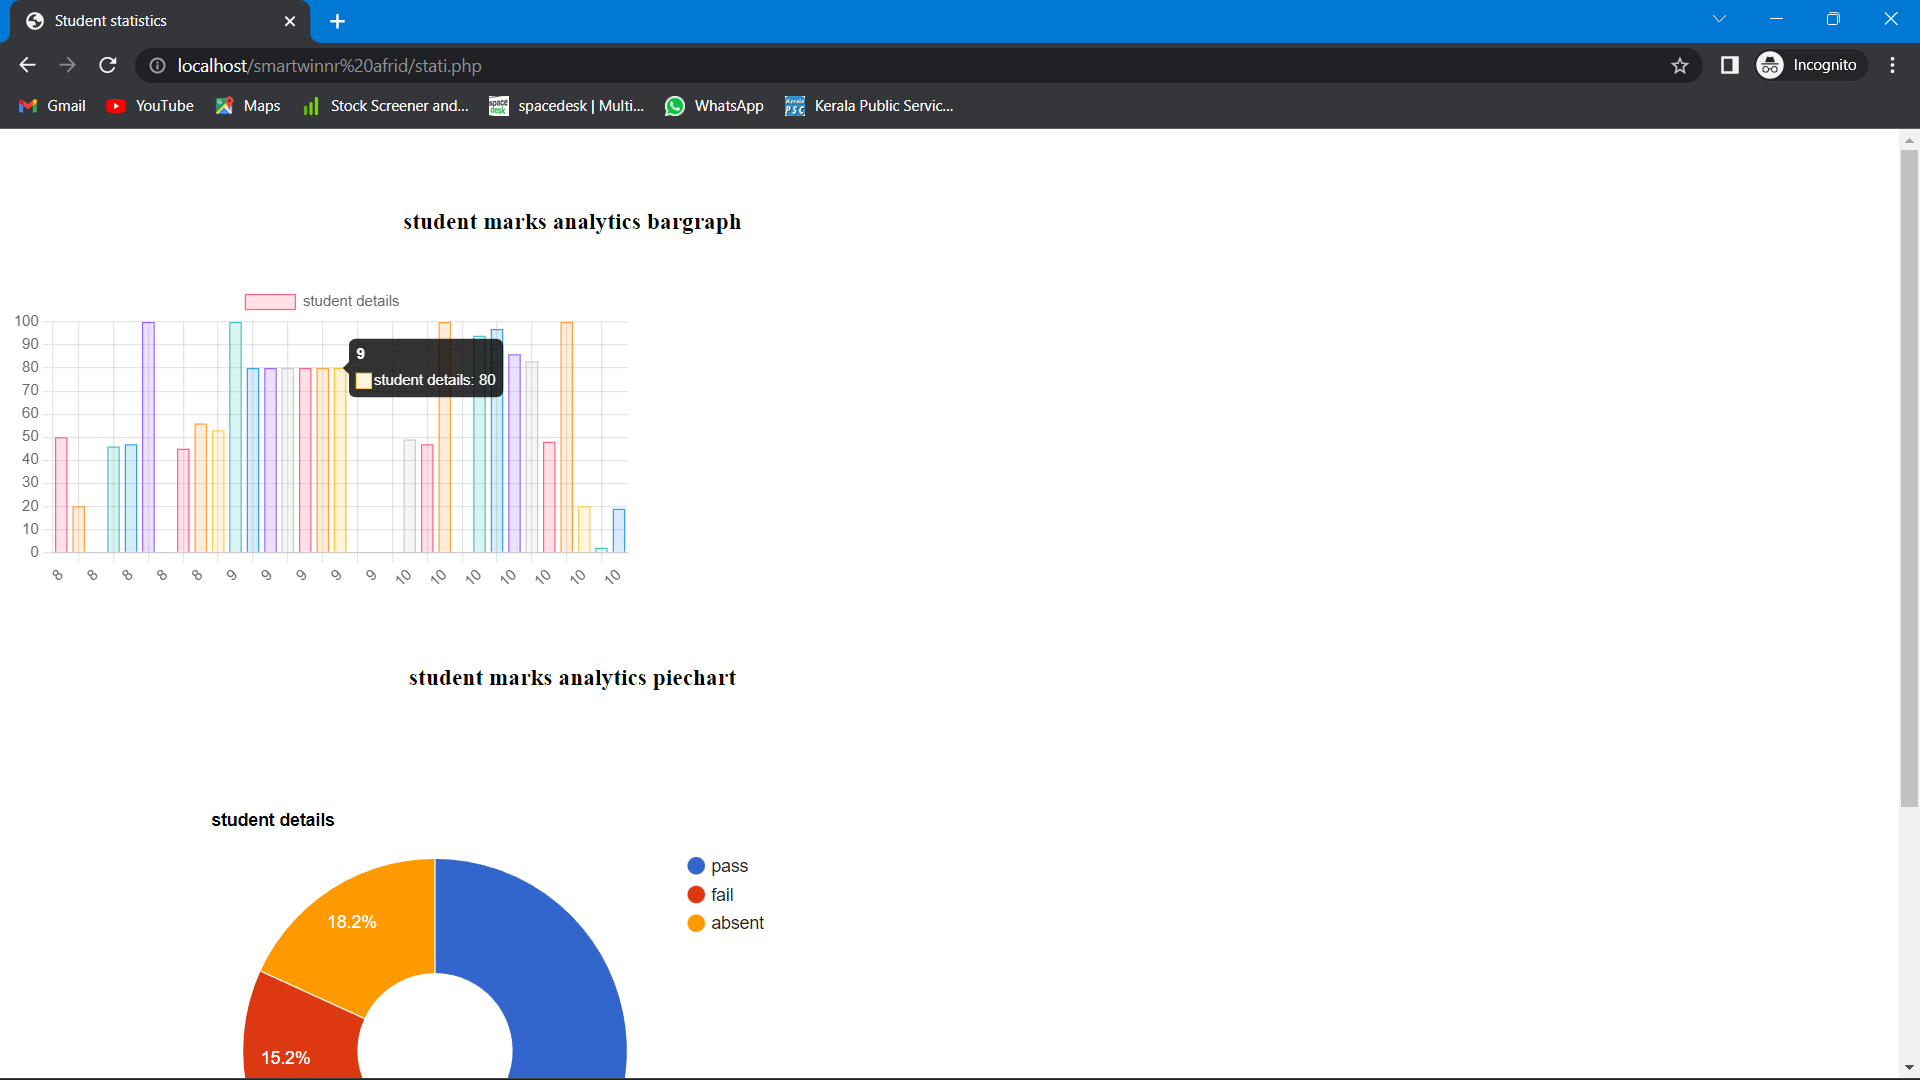 Student statistics
localhost/smartwinnr%20afrid/stati.php
Incognito
Gmail YouTube Maps Stock Screener and... spacedesk | Multi... WhatsApp Kerala Public Servic...
student marks analytics bargraph
student details
100
90
80
70
60
50
40
30
20
10
0
9
student details: 80
8 8 8 8 8 9 9 9 9 9 10 10 10 10 10 10 10
student marks analytics piechart
student details
pass
fail
absent
18.2%
15.2%